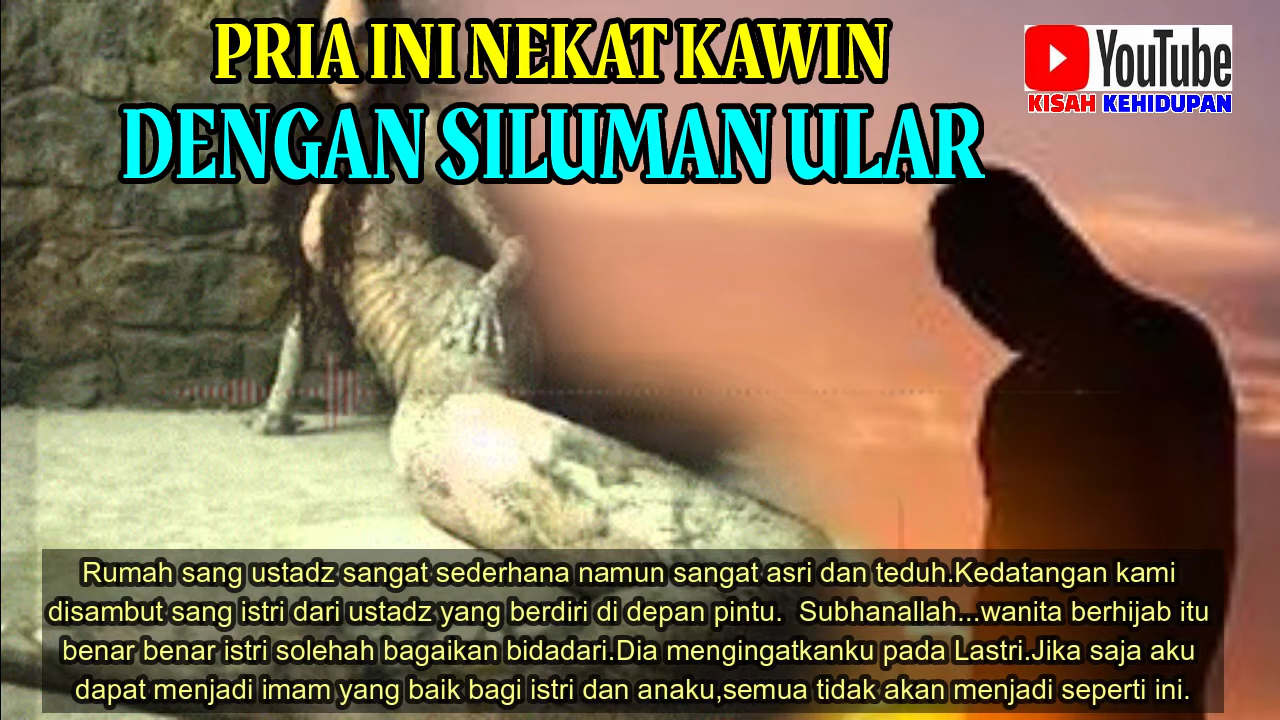 PRIA INI NEKAT KAWIN
DENGAN SILUMAN ULAR
YouTube
KISAH KEHIDUPAN
Rumah sang ustadz sangat sederhana namun sangat asri dan teduh.Kedatangan kami
disambut sang istri dari ustadz yang berdiri di depan pintu.  Subhanallah...wanita berhijab itu
benar benar istri solehah bagaikan bidadari.Dia mengingatkanku pada Lastri.Jika saja aku
dapat menjadi imam yang baik bagi istri dan anaku,semua tidak akan menjadi seperti ini.